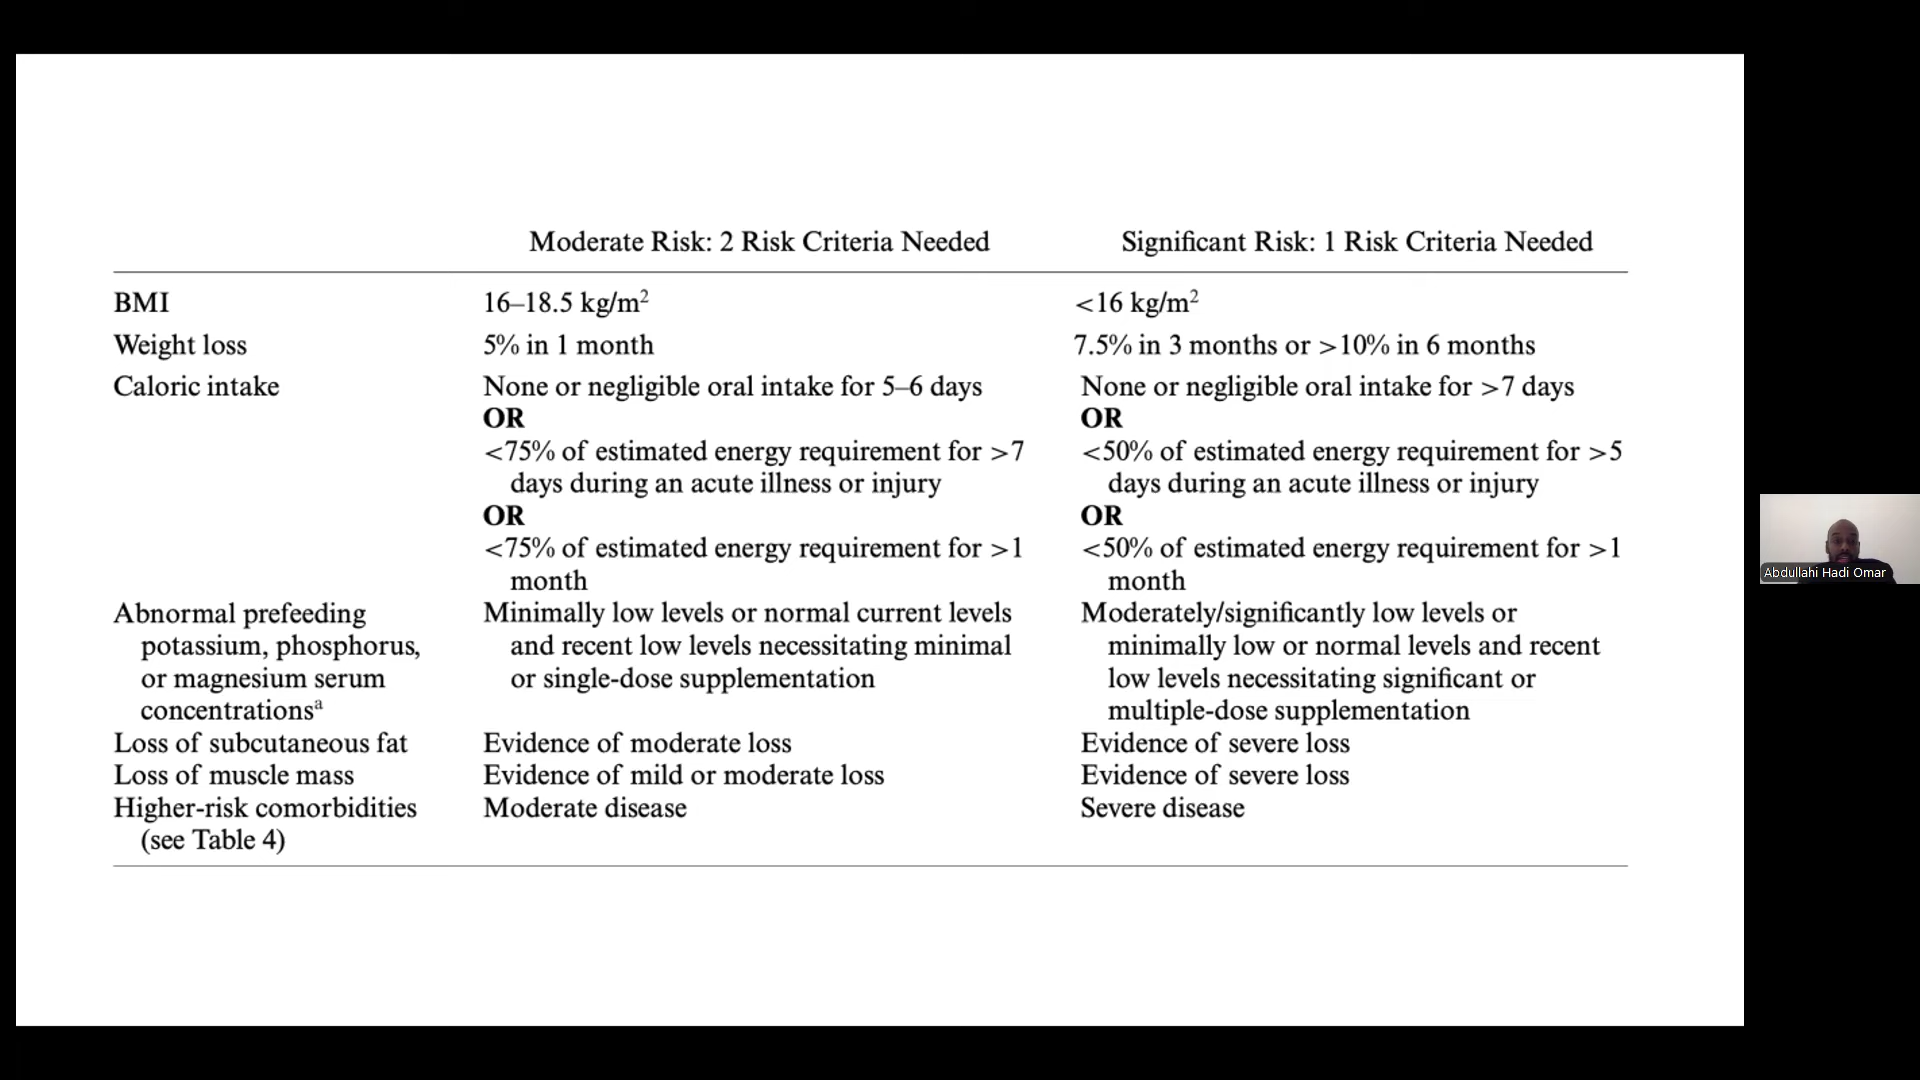 Moderate Risk: 2 Risk Criteria Needed Significant Risk: 1 Risk Criteria Needed
BMI 16–18.5 kg/m² <16 kg/m²
Weight loss 5% in 1 month 7.5% in 3 months or >10% in 6 months
Caloric intake None or negligible oral intake for 5–6 days None or negligible oral intake for >7 days
OR OR
<75% of estimated energy requirement for >7 <50% of estimated energy requirement for >5
days during an acute illness or injury days during an acute illness or injury
OR OR
<75% of estimated energy requirement for >1 <50% of estimated energy requirement for >1
month month
Abnormal prefeeding Minimally low levels or normal current levels Moderately/significantly low levels or
potassium, phosphorus, and recent low levels necessitating minimal minimally low or normal levels and recent
or magnesium serum or single-dose supplementation low levels necessitating significant or
concentrationsᵃ multiple-dose supplementation
Loss of subcutaneous fat Evidence of moderate loss Evidence of severe loss
Loss of muscle mass Evidence of mild or moderate loss Evidence of severe loss
Higher-risk comorbidities Moderate disease Severe disease
(see Table 4)
Abdullahi Hadi Omar